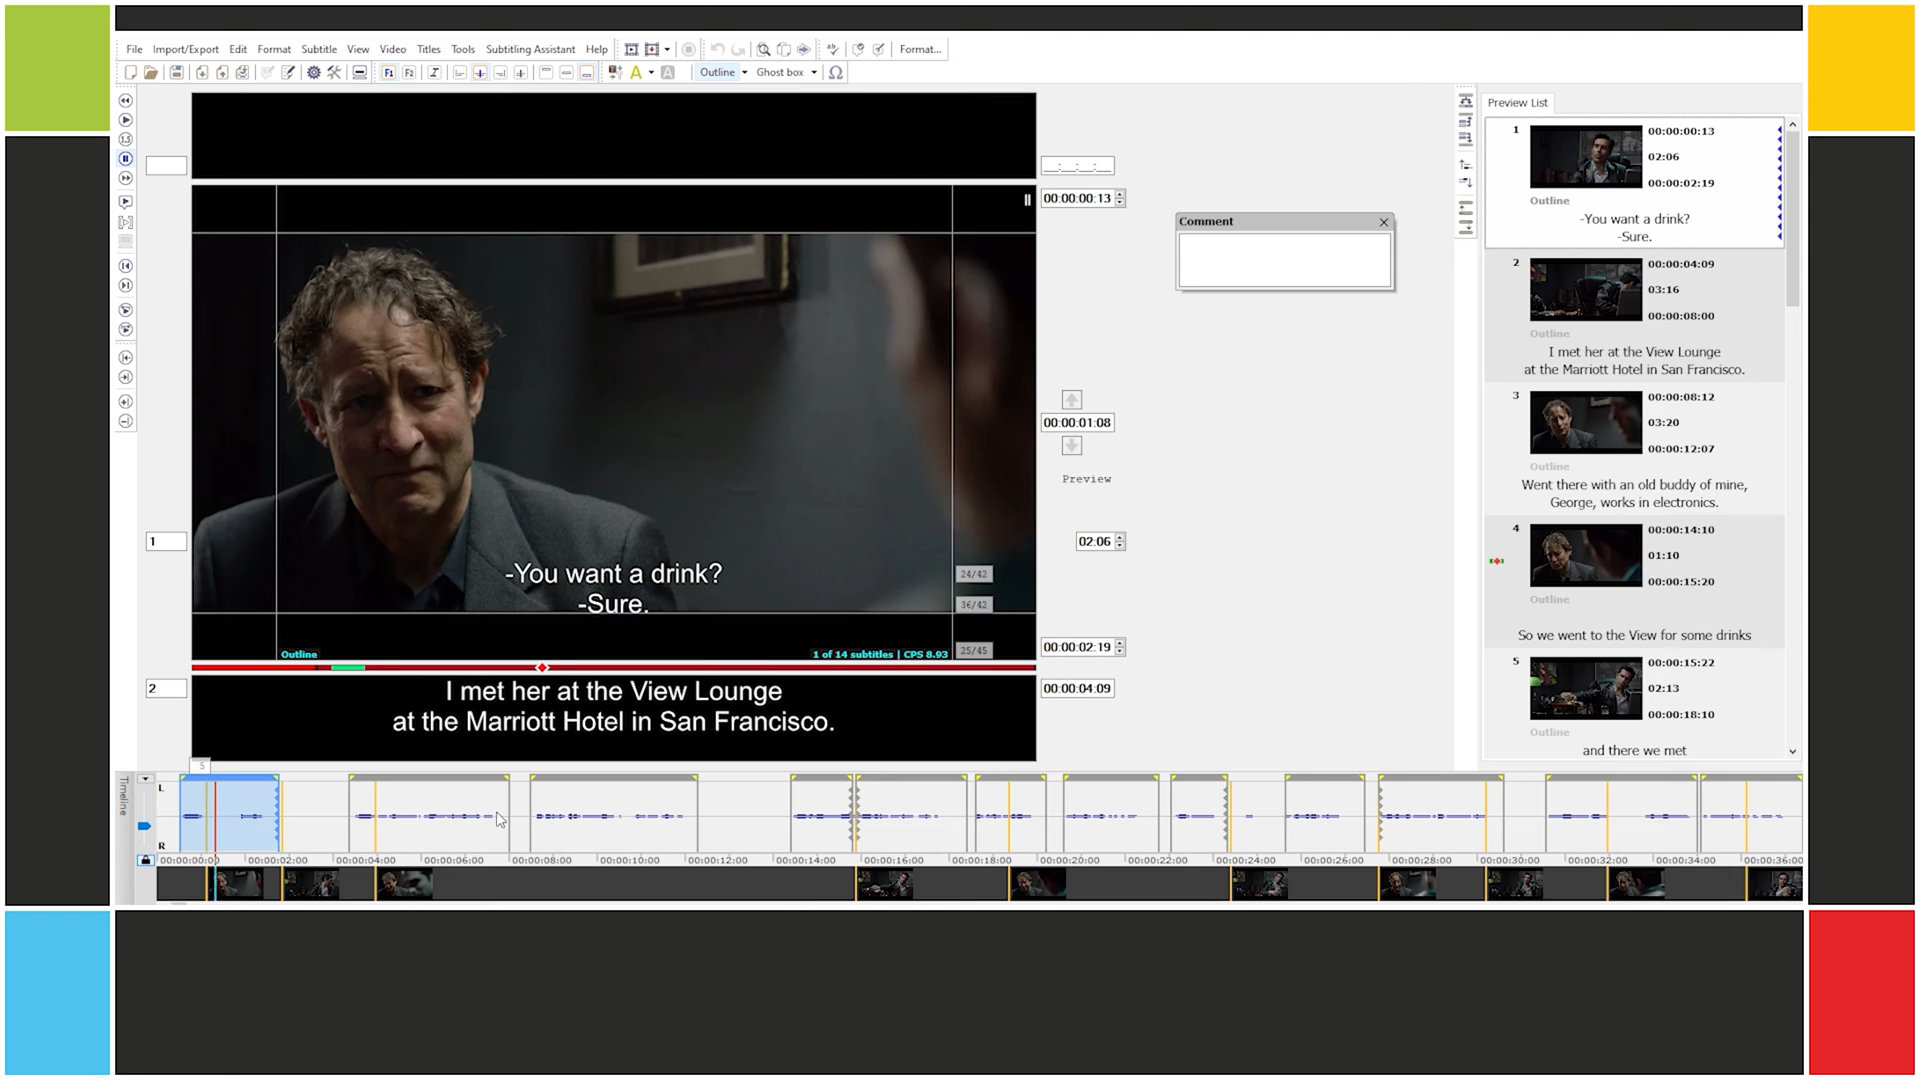 File Import/Export Edit Format Subtitle View Video Titles Tools Subtitling Assistant Help Format...
F1 F2 I A A Outline Ghost box Ω
1.5
__:__:__:__
00:00:00:13
Comment
00:00:01:08
Preview
1
02:06
-You want a drink?
-Sure.
24/42
36/42
25/45
Outline
1 of 14 subtitles | CPS 8.93
00:00:02:19
2
I met her at the View Lounge
at the Marriott Hotel in San Francisco.
00:00:04:09
Preview List
1
00:00:00:13
02:06
00:00:02:19
Outline
-You want a drink?
-Sure.
2
00:00:04:09
03:16
00:00:08:00
Outline
I met her at the View Lounge
at the Marriott Hotel in San Francisco.
3
00:00:08:12
03:20
00:00:12:07
Outline
Went there with an old buddy of mine,
George, works in electronics.
4
00:00:14:10
01:10
00:00:15:20
Outline
So we went to the View for some drinks
5
00:00:15:22
02:13
00:00:18:10
Outline
and there we met
5
Timeline
L
R
00:00:00:00 00:00:02:00 00:00:04:00 00:00:06:00 00:00:08:00 00:00:10:00 00:00:12:00 00:00:14:00 00:00:16:00 00:00:18:00 00:00:20:00 00:00:22:00 00:00:24:00 00:00:26:00 00:00:28:00 00:00:30:00 00:00:32:00 00:00:34:00 00:00:36:00